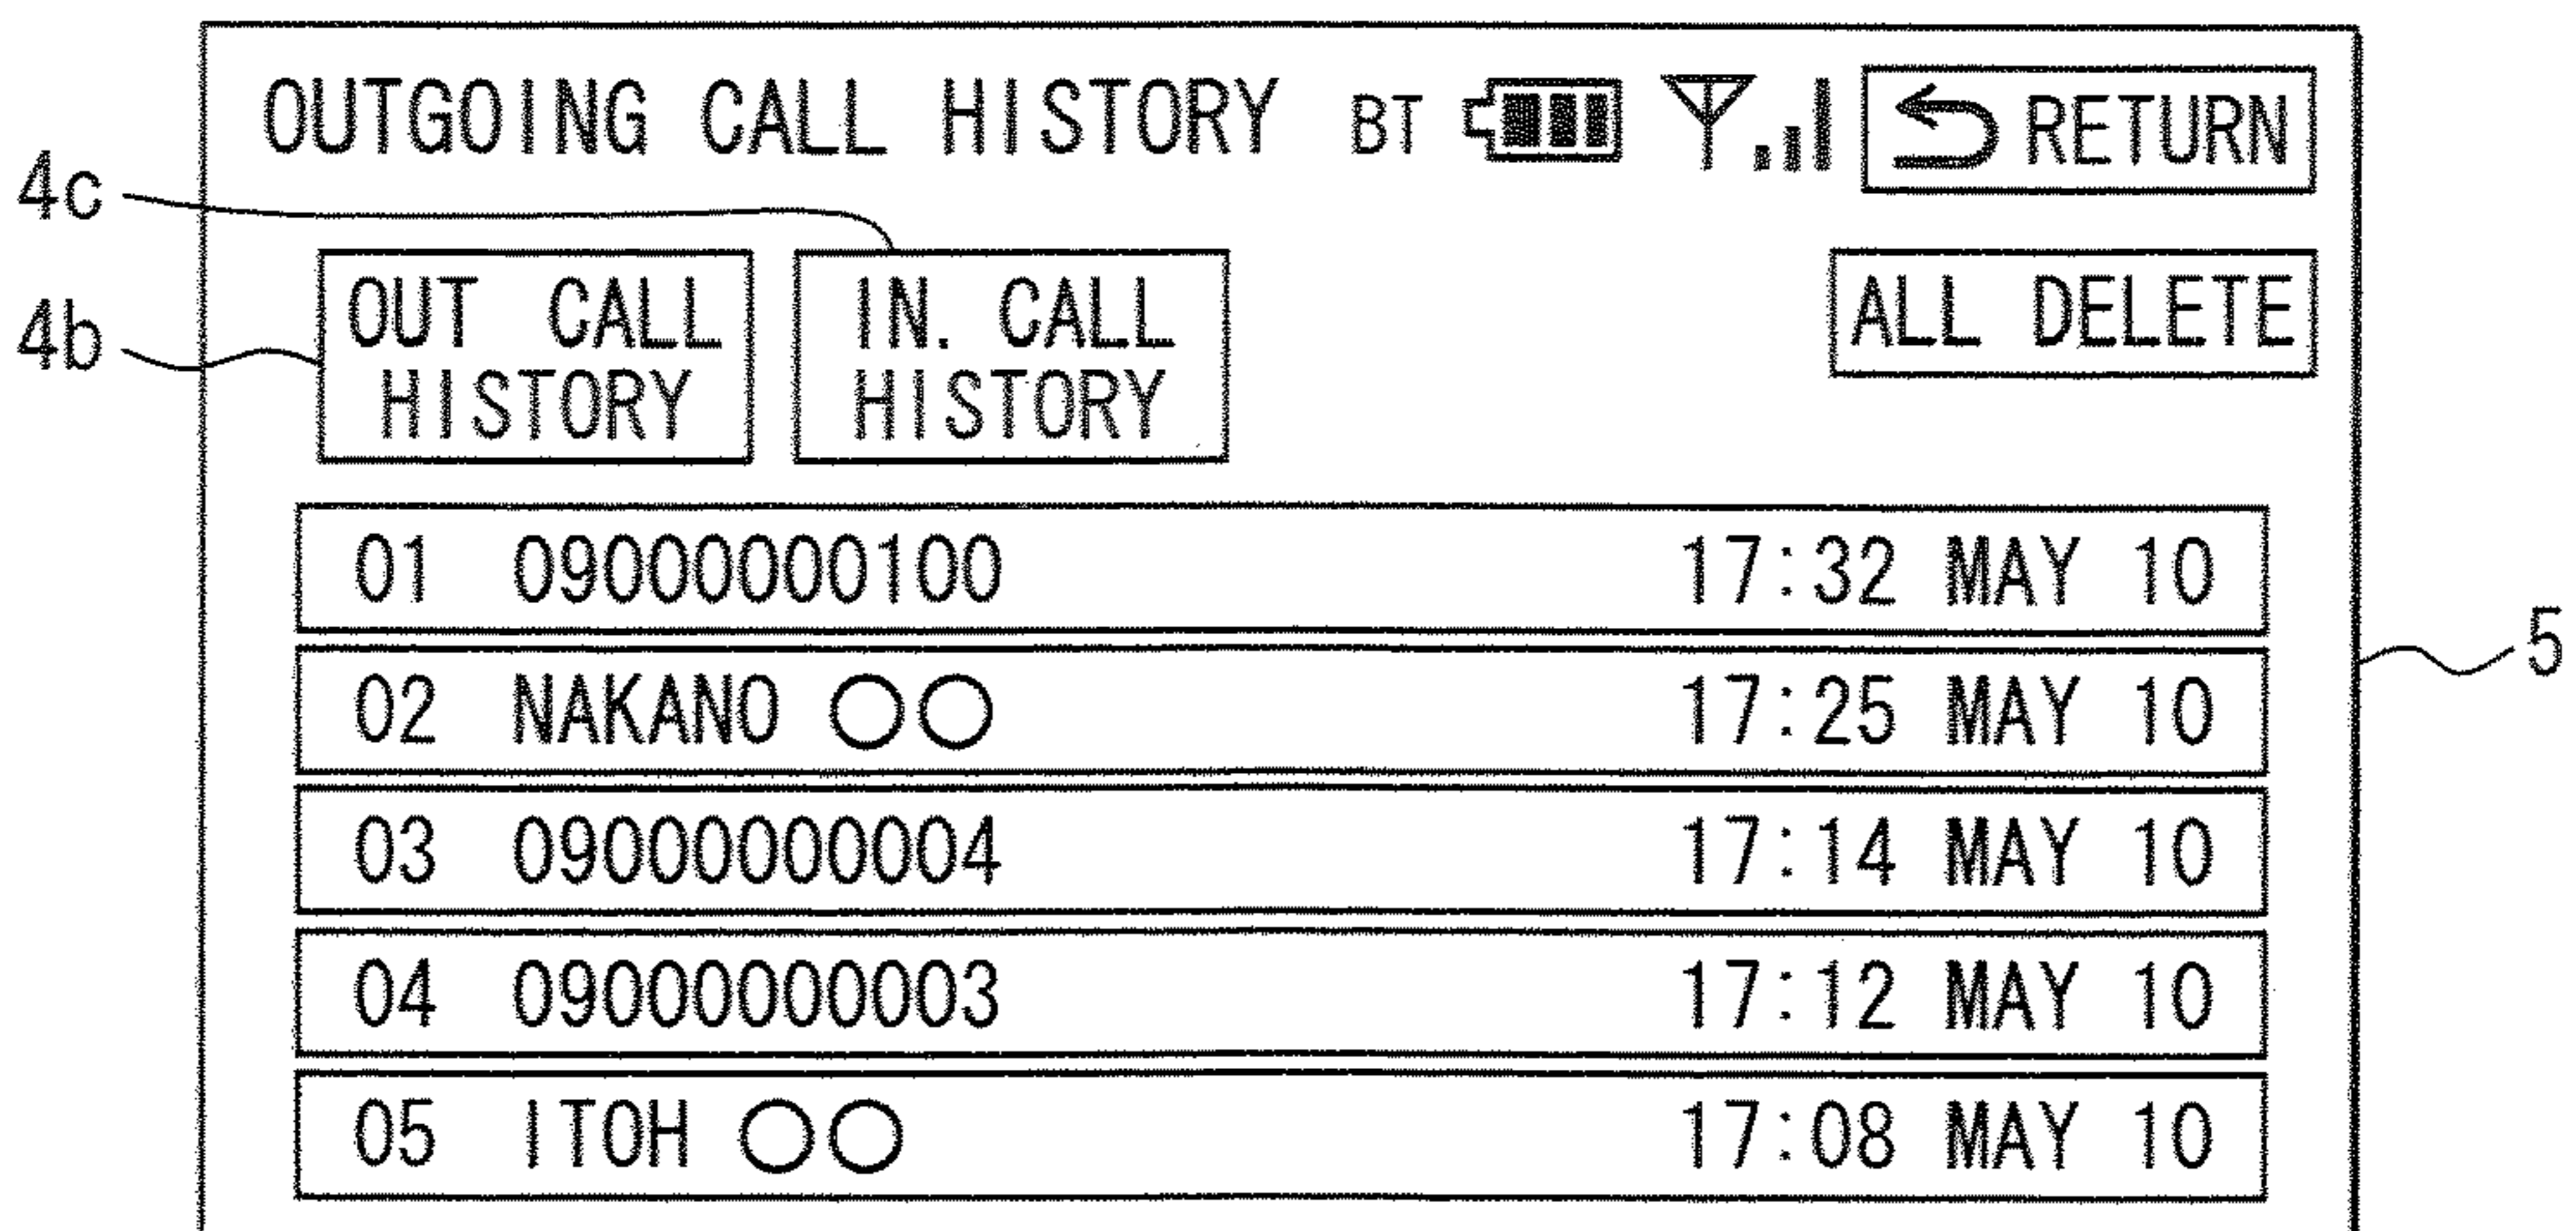 OUTGOING CALL HISTORY BT RETURN
4c
OUT CALL HISTORY
IN. CALL HISTORY
ALL DELETE
4b
01 09000000100 17:32 MAY 10
02 NAKANO ○○ 17:25 MAY 10
5
03 09000000004 17:14 MAY 10
04 09000000003 17:12 MAY 10
05 ITOH ○○ 17:08 MAY 10